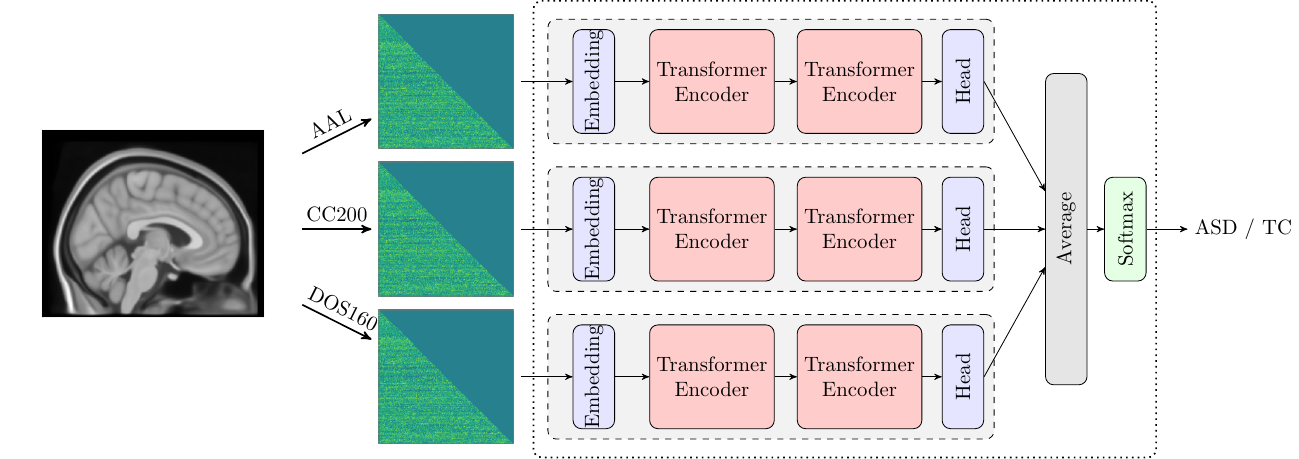 AAL
Embedding
Transformer
Encoder
Transformer
Encoder
Head
CC200
Embedding
Transformer
Encoder
Transformer
Encoder
Head
DOS160
Embedding
Transformer
Encoder
Transformer
Encoder
Head
Average
Softmax
ASD / TC